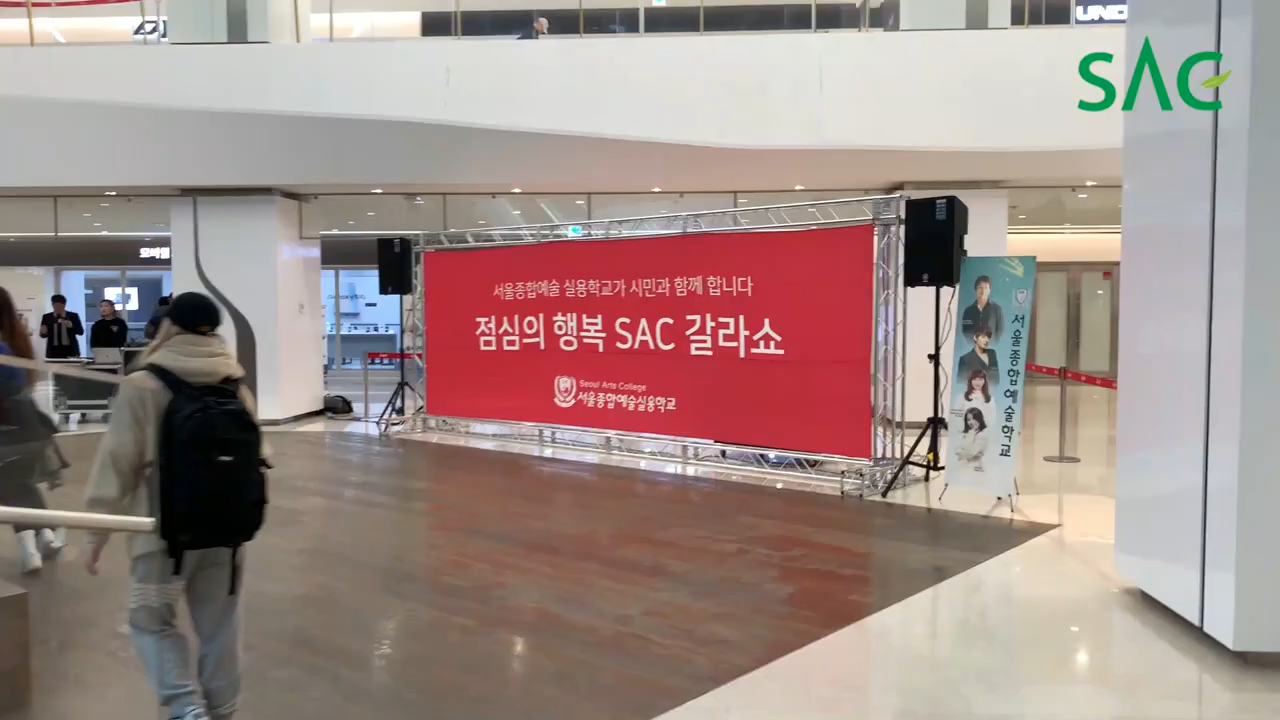 SAC
서울종합예술 실용학교가 시민과 함께 합니다
점심의 행복 SAC 갈라쇼
Seoul Arts College
서울종합예술실용학교
서울종합예술학교